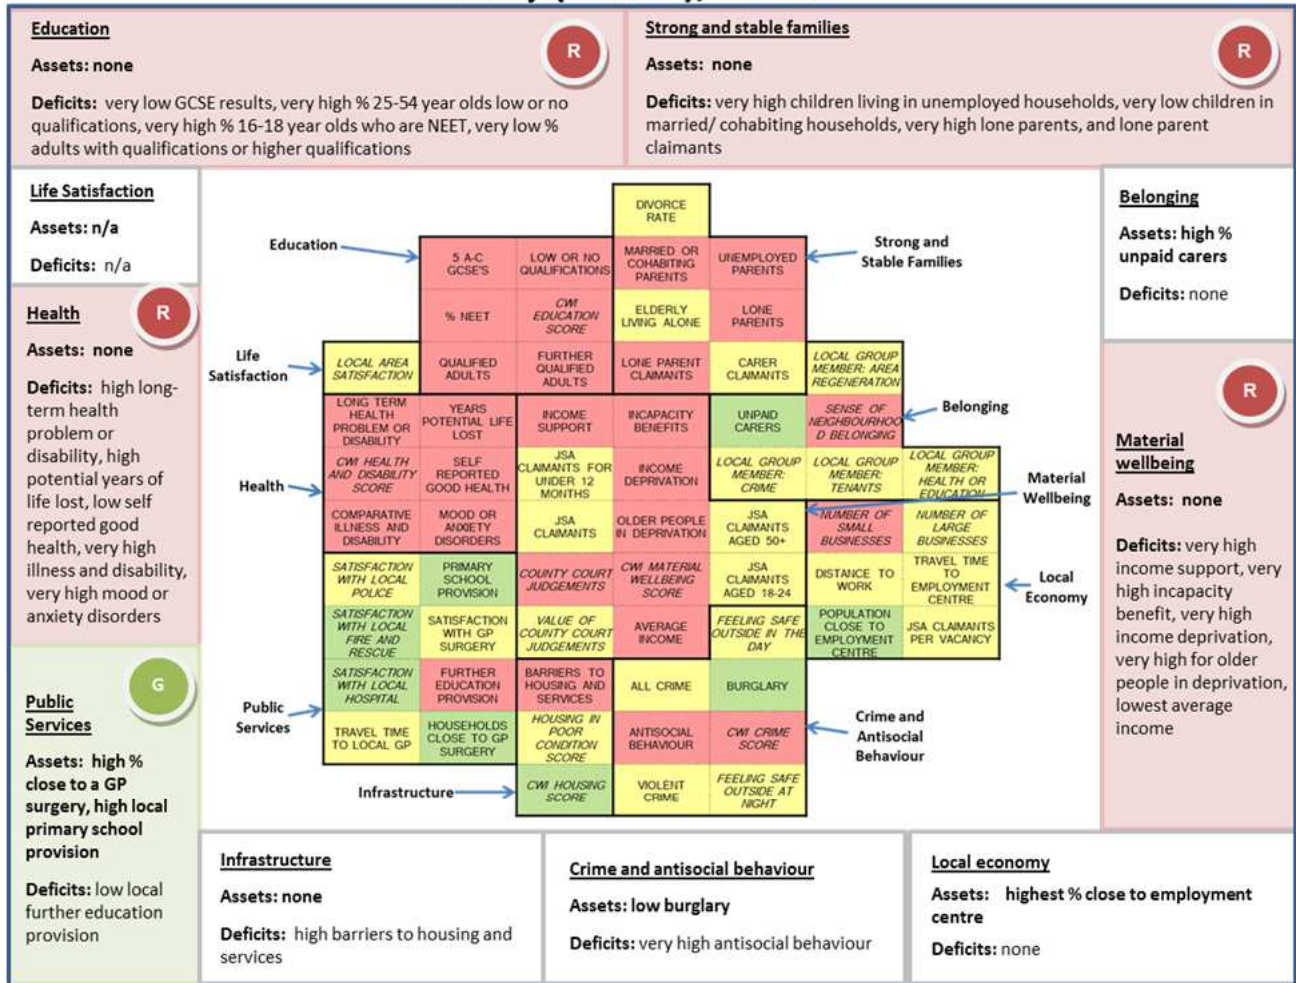 Education
Assets: none
Deficits: very low GCSE results, very high % 25-54 year olds low or no
qualifications, very high % 16-18 year olds who are NEET, very low %
adults with qualifications or higher qualifications
R
Strong and stable families
Assets: none
Deficits: very high children living in unemployed households, very low children in
married/ cohabiting households, very high lone parents, and lone parent
claimants
R
Life Satisfaction
Assets: n/a
Deficits: n/a
Health
R
Assets: none
Deficits: high long-
term health
problem or
disability, high
potential years of
life lost, low self
reported good
health, very high
illness and disability,
very high mood or
anxiety disorders
G
Public
Services
Assets: high %
close to a GP
surgery, high local
primary school
provision
Deficits: low local
further education
provision
Education
Strong and
Stable Families
Life
Satisfaction
Belonging
Health
Material
Wellbeing
Local
Economy
Public
Services
Crime and
Antisocial
Behaviour
Infrastructure
DIVORCE
RATE
5 A-C
GCSE'S
LOW OR NO
QUALIFICATIONS
MARRIED OR
COHABITING
PARENTS
UNEMPLOYED
PARENTS
% NEET
CWI
EDUCATION
SCORE
ELDERLY
LIVING ALONE
LONE
PARENTS
LOCAL AREA
SATISFACTION
QUALIFIED
ADULTS
FURTHER
QUALIFIED
ADULTS
LONE PARENT
CLAIMANTS
CARER
CLAIMANTS
LOCAL GROUP
MEMBER: AREA
REGENERATION
LONG TERM
HEALTH
PROBLEM OR
DISABILITY
YEARS
POTENTIAL LIFE
LOST
INCOME
SUPPORT
INCAPACITY
BENEFITS
UNPAID
CARERS
SENSE OF
NEIGHBOURHOO
D BELONGING
CWI HEALTH
AND DISABILITY
SCORE
SELF
REPORTED
GOOD HEALTH
JSA
CLAIMANTS FOR
UNDER 12
MONTHS
INCOME
DEPRIVATION
LOCAL GROUP
MEMBER:
CRIME
LOCAL GROUP
MEMBER:
TENANTS
LOCAL GROUP
MEMBER:
HEALTH OR
EDUCATION
COMPARATIVE
ILLNESS AND
DISABILITY
MOOD OR
ANXIETY
DISORDERS
JSA
CLAIMANTS
OLDER PEOPLE
IN DEPRIVATION
JSA
CLAIMANTS
AGED 50+
NUMBER OF
SMALL
BUSINESSES
NUMBER OF
LARGE
BUSINESSES
SATISFACTION
WITH LOCAL
POLICE
PRIMARY
SCHOOL
PROVISION
COUNTY COURT
JUDGEMENTS
CWI MATERIAL
WELLBEING
SCORE
JSA
CLAIMANTS
AGED 18-24
DISTANCE TO
WORK
TRAVEL TIME
TO
EMPLOYMENT
CENTRE
SATISFACTION
WITH LOCAL
FIRE AND
RESCUE
SATISFACTION
WITH GP
SURGERY
VALUE OF
COUNTY COURT
JUDGEMENTS
AVERAGE
INCOME
FEELING SAFE
OUTSIDE IN THE
DAY
POPULATION
CLOSE TO
EMPLOYMENT
CENTRE
JSA CLAIMANTS
PER VACANCY
SATISFACTION
WITH LOCAL
HOSPITAL
FURTHER
EDUCATION
PROVISION
BARRIERS TO
HOUSING AND
SERVICES
ALL CRIME
BURGLARY
TRAVEL TIME
TO LOCAL GP
HOUSEHOLDS
CLOSE TO GP
SURGERY
HOUSING IN
POOR
CONDITION
SCORE
ANTISOCIAL
BEHAVIOUR
CWI CRIME
SCORE
CWI HOUSING
SCORE
VIOLENT
CRIME
FEELING SAFE
OUTSIDE AT
NIGHT
Belonging
Assets: high %
unpaid carers
Deficits: none
R
Material
wellbeing
Assets: none
Deficits: very high
income support, very
high incapacity
benefit, very high
income deprivation,
very high for older
people in deprivation,
lowest average
income
Infrastructure
Assets: none
Deficits: high barriers to housing and
services
Crime and antisocial behaviour
Assets: low burglary
Deficits: very high antisocial behaviour
Local economy
Assets: highest % close to employment
centre
Deficits: none